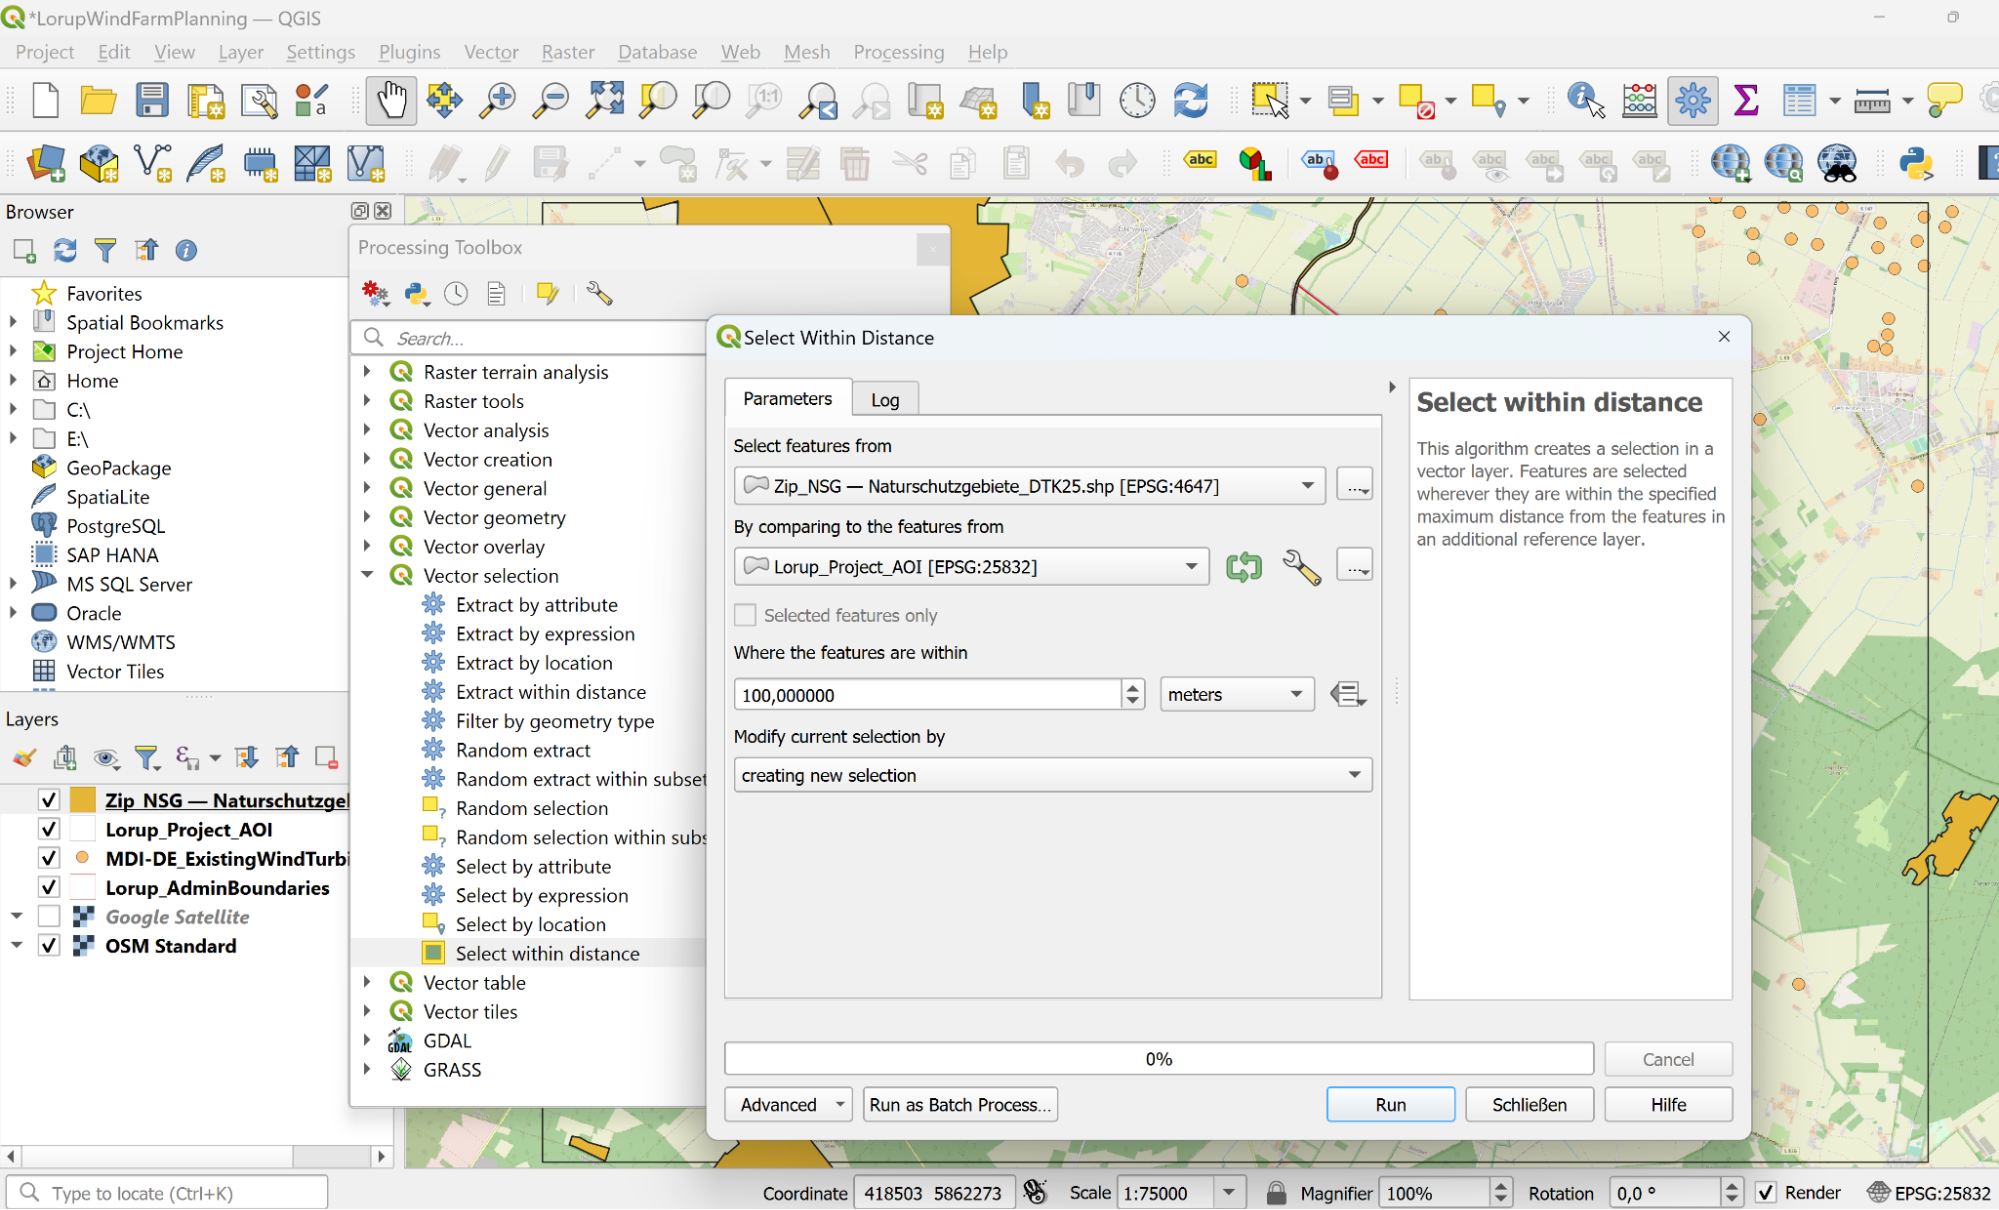 *LorupWindFarmPlanning — QGIS
Project Edit View Layer Settings Plugins Vector Raster Database Web Mesh Processing Help
Browser
Favorites
Spatial Bookmarks
Project Home
Home
C:\
E:\
GeoPackage
SpatiaLite
PostgreSQL
SAP HANA
MS SQL Server
Oracle
WMS/WMTS
Vector Tiles
Layers
Zip_NSG — Naturschutzgel
Lorup_Project_AOI
MDI-DE_ExistingWindTurbi
Lorup_AdminBoundaries
Google Satellite
OSM Standard
Processing Toolbox
Search...
Raster terrain analysis
Raster tools
Vector analysis
Vector creation
Vector general
Vector geometry
Vector overlay
Vector selection
Extract by attribute
Extract by expression
Extract by location
Extract within distance
Filter by geometry type
Random extract
Random extract within subset
Random selection
Random selection within subs
Select by attribute
Select by expression
Select by location
Select within distance
Vector table
Vector tiles
GDAL
GRASS
Select Within Distance
Parameters Log
Select features from
Zip_NSG — Naturschutzgebiete_DTK25.shp [EPSG:4647]
By comparing to the features from
Lorup_Project_AOI [EPSG:25832]
Selected features only
Where the features are within
100,000000 meters
Modify current selection by
creating new selection
Select within distance
This algorithm creates a selection in a
vector layer. Features are selected
wherever they are within the specified
maximum distance from the features in
an additional reference layer.
0%
Cancel
Advanced Run as Batch Process... Run Schließen Hilfe
Type to locate (Ctrl+K) Coordinate 418503 5862273 Scale 1:75000 Magnifier 100% Rotation 0,0 ° Render EPSG:25832